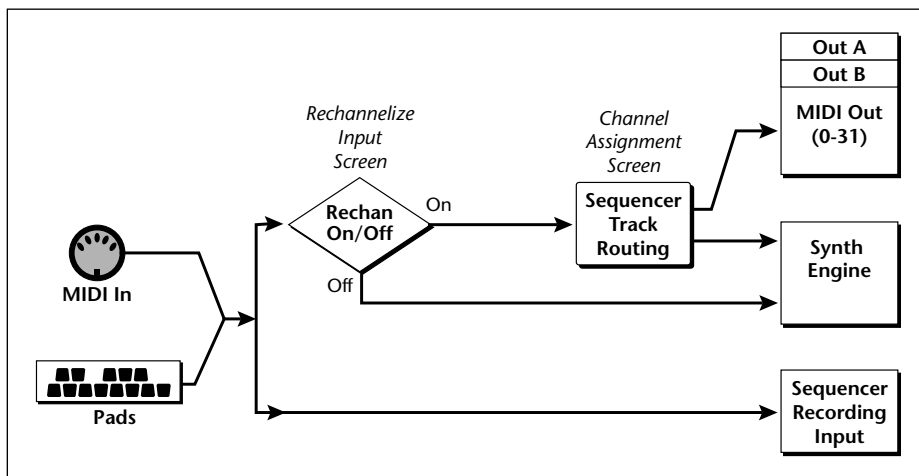 Out A
Out B
MIDI Out
(0-31)
Rechannelize
Input
Screen
Channel
Assignment
Screen
Rechan
On/Off
On
Off
Sequencer
Track
Routing
Synth
Engine
MIDI In
Pads
Sequencer
Recording
Input